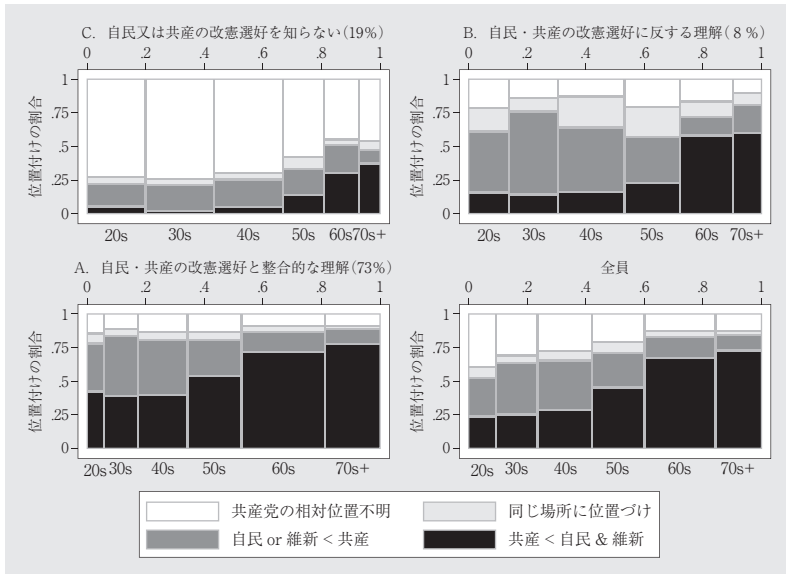 C. 自民又は共産の改憲選好を知らない(19%)
0 .2 .4 .6 .8 1
位置付けの割合
1
.75
.5
.25
0
20s 30s 40s 50s 60s 70s+
B. 自民・共産の改憲選好に反する理解(8%)
0 .2 .4 .6 .8 1
位置付けの割合
1
.75
.5
.25
0
20s 30s 40s 50s 60s 70s+
A. 自民・共産の改憲選好と整合的な理解(73%)
0 .2 .4 .6 .8 1
位置付けの割合
1
.75
.5
.25
0
20s 30s 40s 50s 60s 70s+
全員
0 .2 .4 .6 .8 1
位置付けの割合
1
.75
.5
.25
0
20s 30s 40s 50s 60s 70s+
共産党の相対位置不明 同じ場所に位置づけ
自民 or 維新 < 共産 共産 < 自民 & 維新